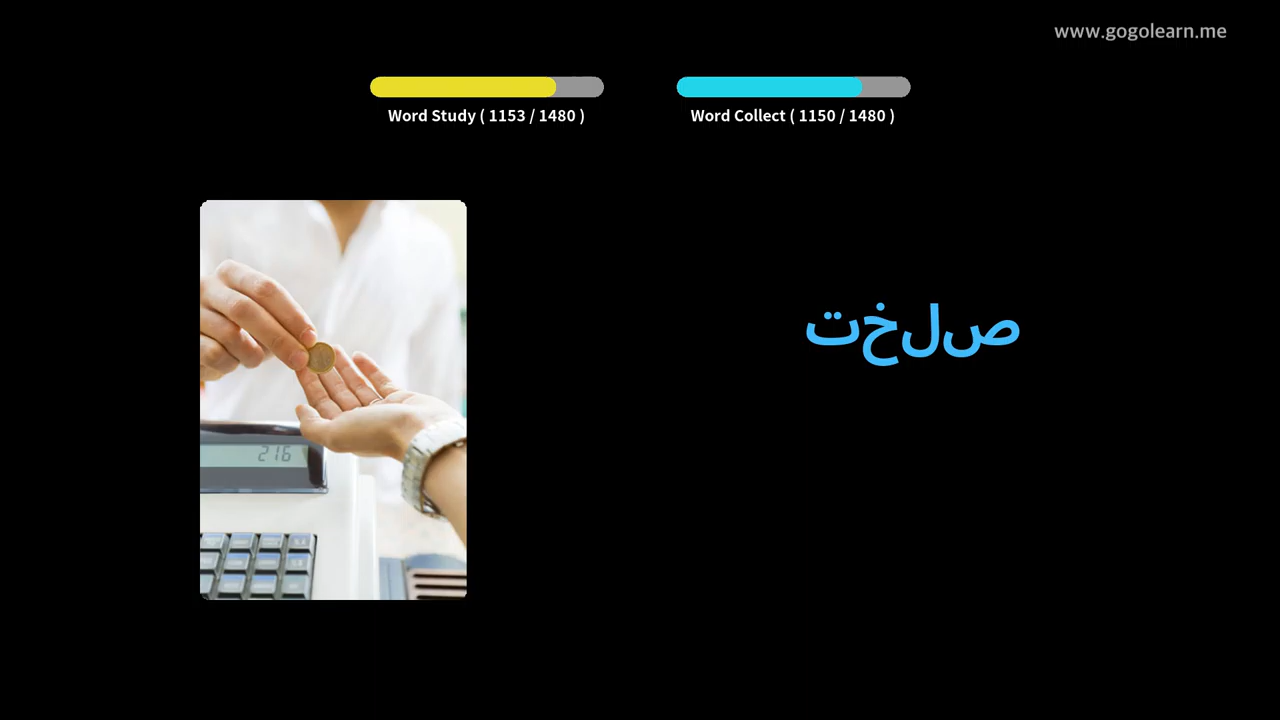 www.gogolearn.me
Word Study ( 1153 / 1480 )
Word Collect ( 1150 / 1480 )
تخلص
216